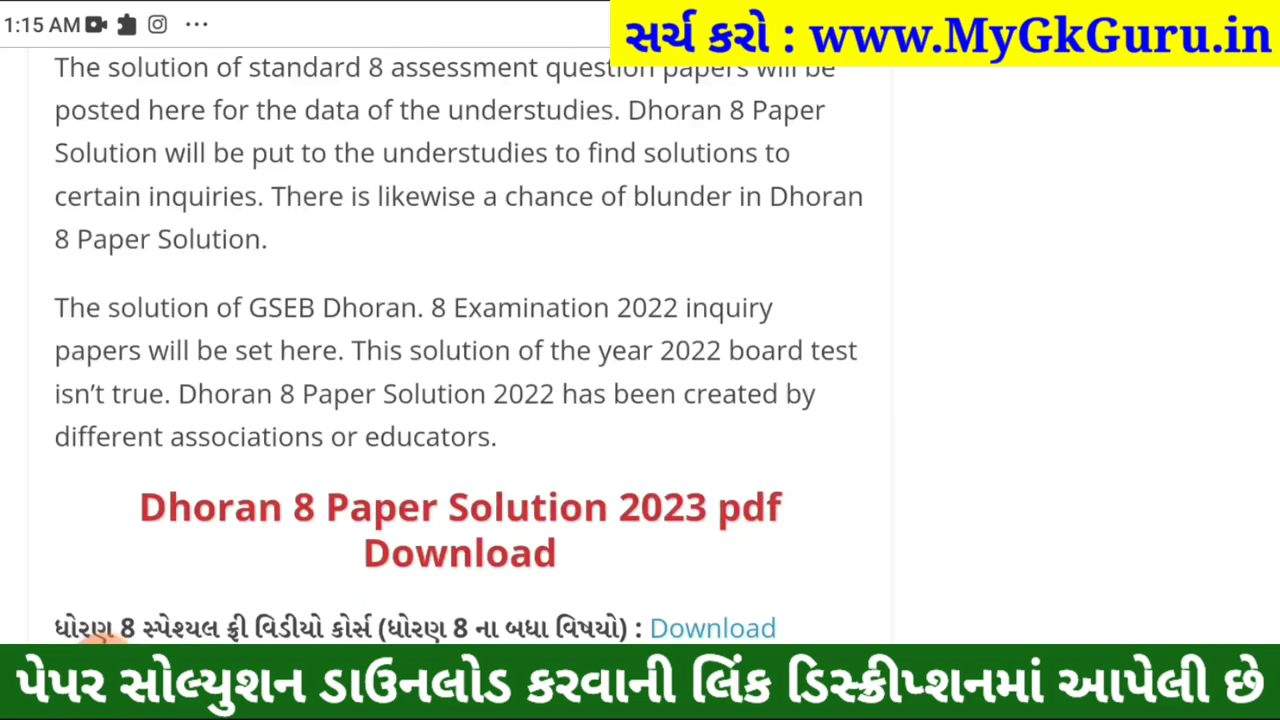 1:15 AM
સર્ચ કરો : www.MyGkGuru.in
The solution of standard 8 assessment question papers will be
posted here for the data of the understudies. Dhoran 8 Paper
Solution will be put to the understudies to find solutions to
certain inquiries. There is likewise a chance of blunder in Dhoran
8 Paper Solution.
The solution of GSEB Dhoran. 8 Examination 2022 inquiry
papers will be set here. This solution of the year 2022 board test
isn’t true. Dhoran 8 Paper Solution 2022 has been created by
different associations or educators.
Dhoran 8 Paper Solution 2023 pdf
Download
ધોરણ 8 સ્પેશ્યલ ફ્રી વિડીયો કોર્સ (ધોરણ 8 ના બધા વિષયો) : Download
પેપર સોલ્યુશન ડાઉનલોડ કરવાની લિંક ડિસ્ક્રીપ્શનમાં આપેલી છે